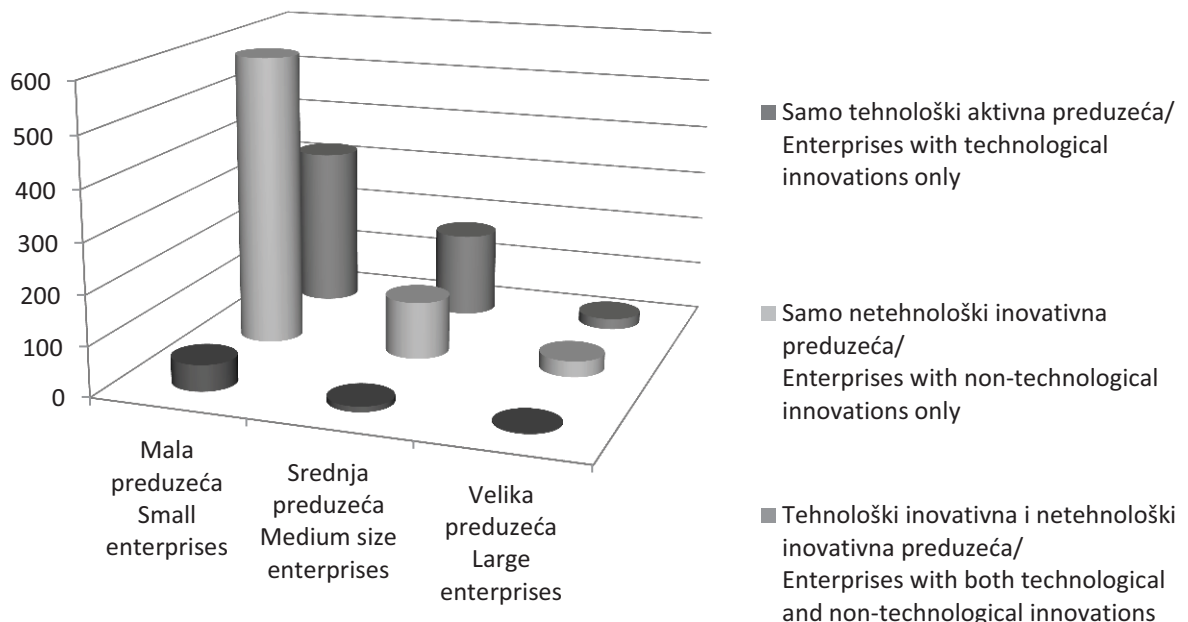 600
500
400
300
200
100
0
Mala
preduzeća
Small
enterprises
Srednja
preduzeća
Medium size
enterprises
Velika
preduzeća
Large
enterprises
Samo tehnološki aktivna preduzeća/
Enterprises with technological
innovations only
Samo netehnološki inovativna
preduzeća/
Enterprises with non-technological
innovations only
Tehnološki inovativna i netehnološki
inovativna preduzeća/
Enterprises with both technological
and non-technological innovations